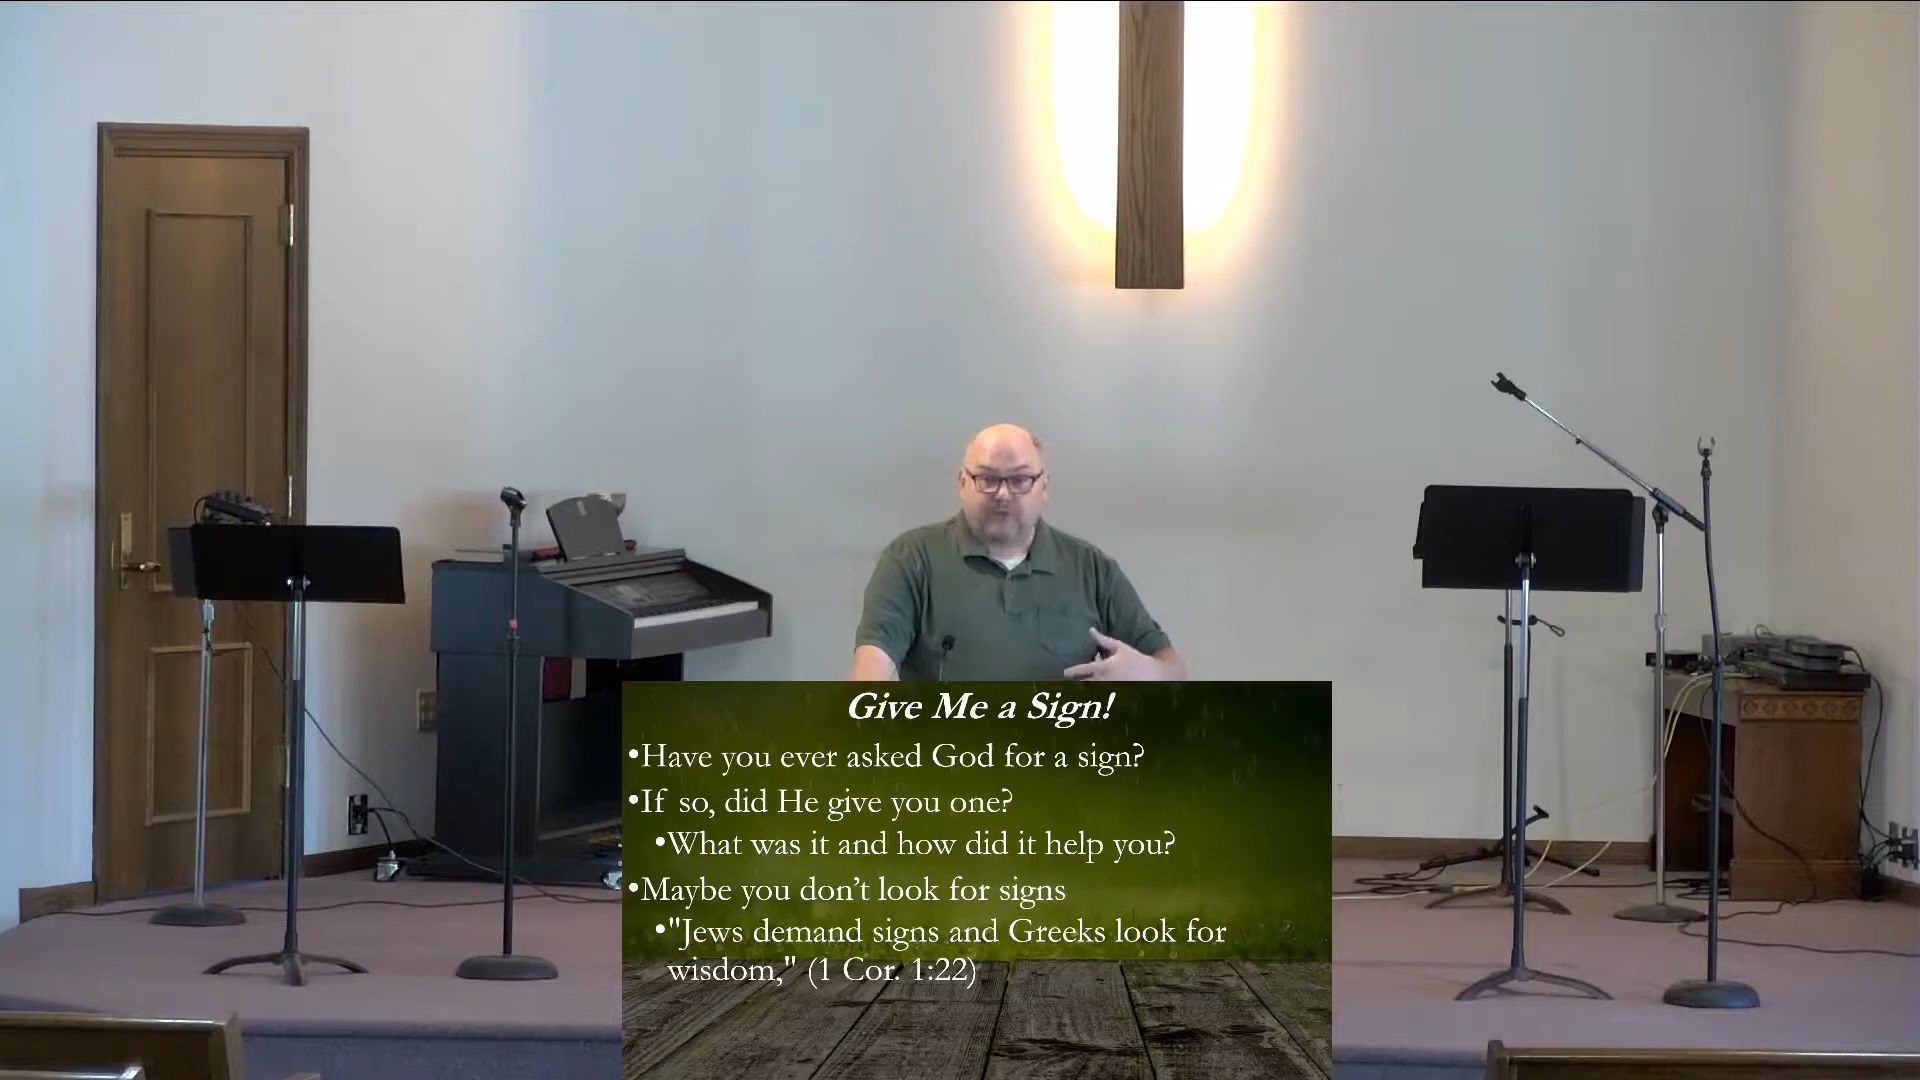 Give Me a Sign!
•Have you ever asked God for a sign?
•If so, did He give you one?
•What was it and how did it help you?
•Maybe you don’t look for signs
•"Jews demand signs and Greeks look for
wisdom," (1 Cor. 1:22)